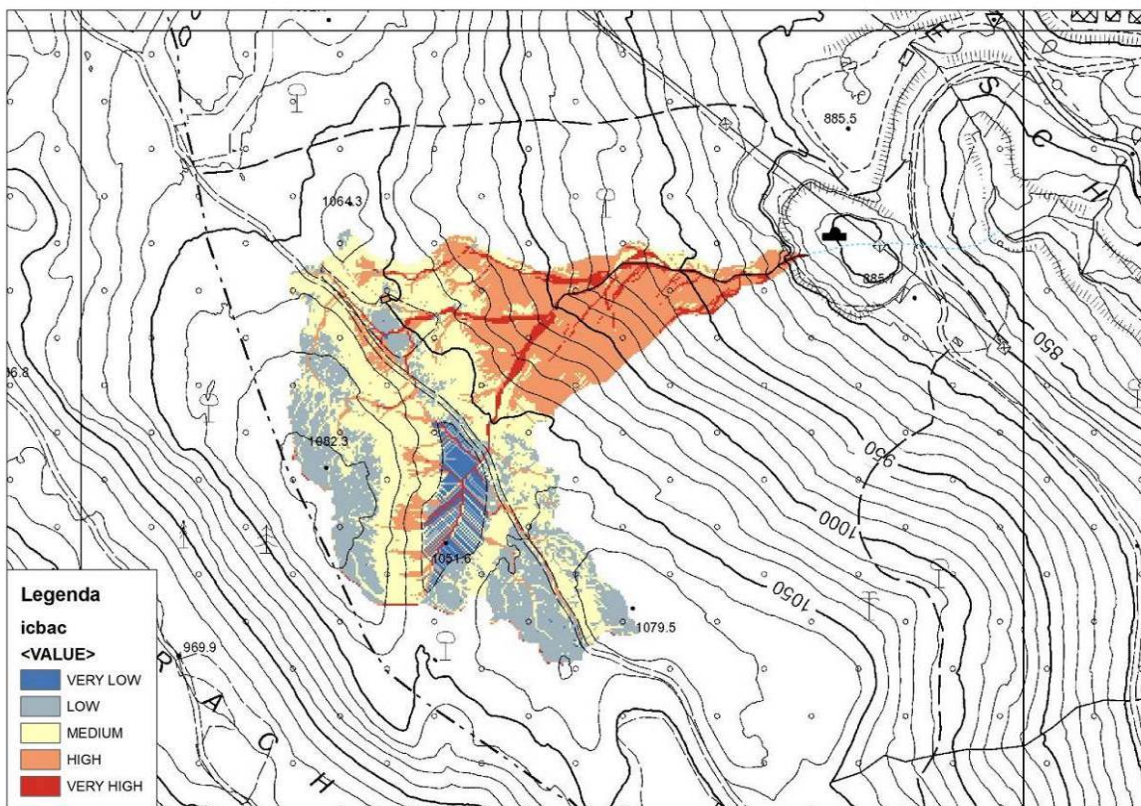 885.5
1064.3
885.7
850
1082.3
950
1000
1051.6
1050
1079.5
969.9
E
S
C
H
R
A
C
H
Legenda
icbac
<VALUE>
VERY LOW
LOW
MEDIUM
HIGH
VERY HIGH